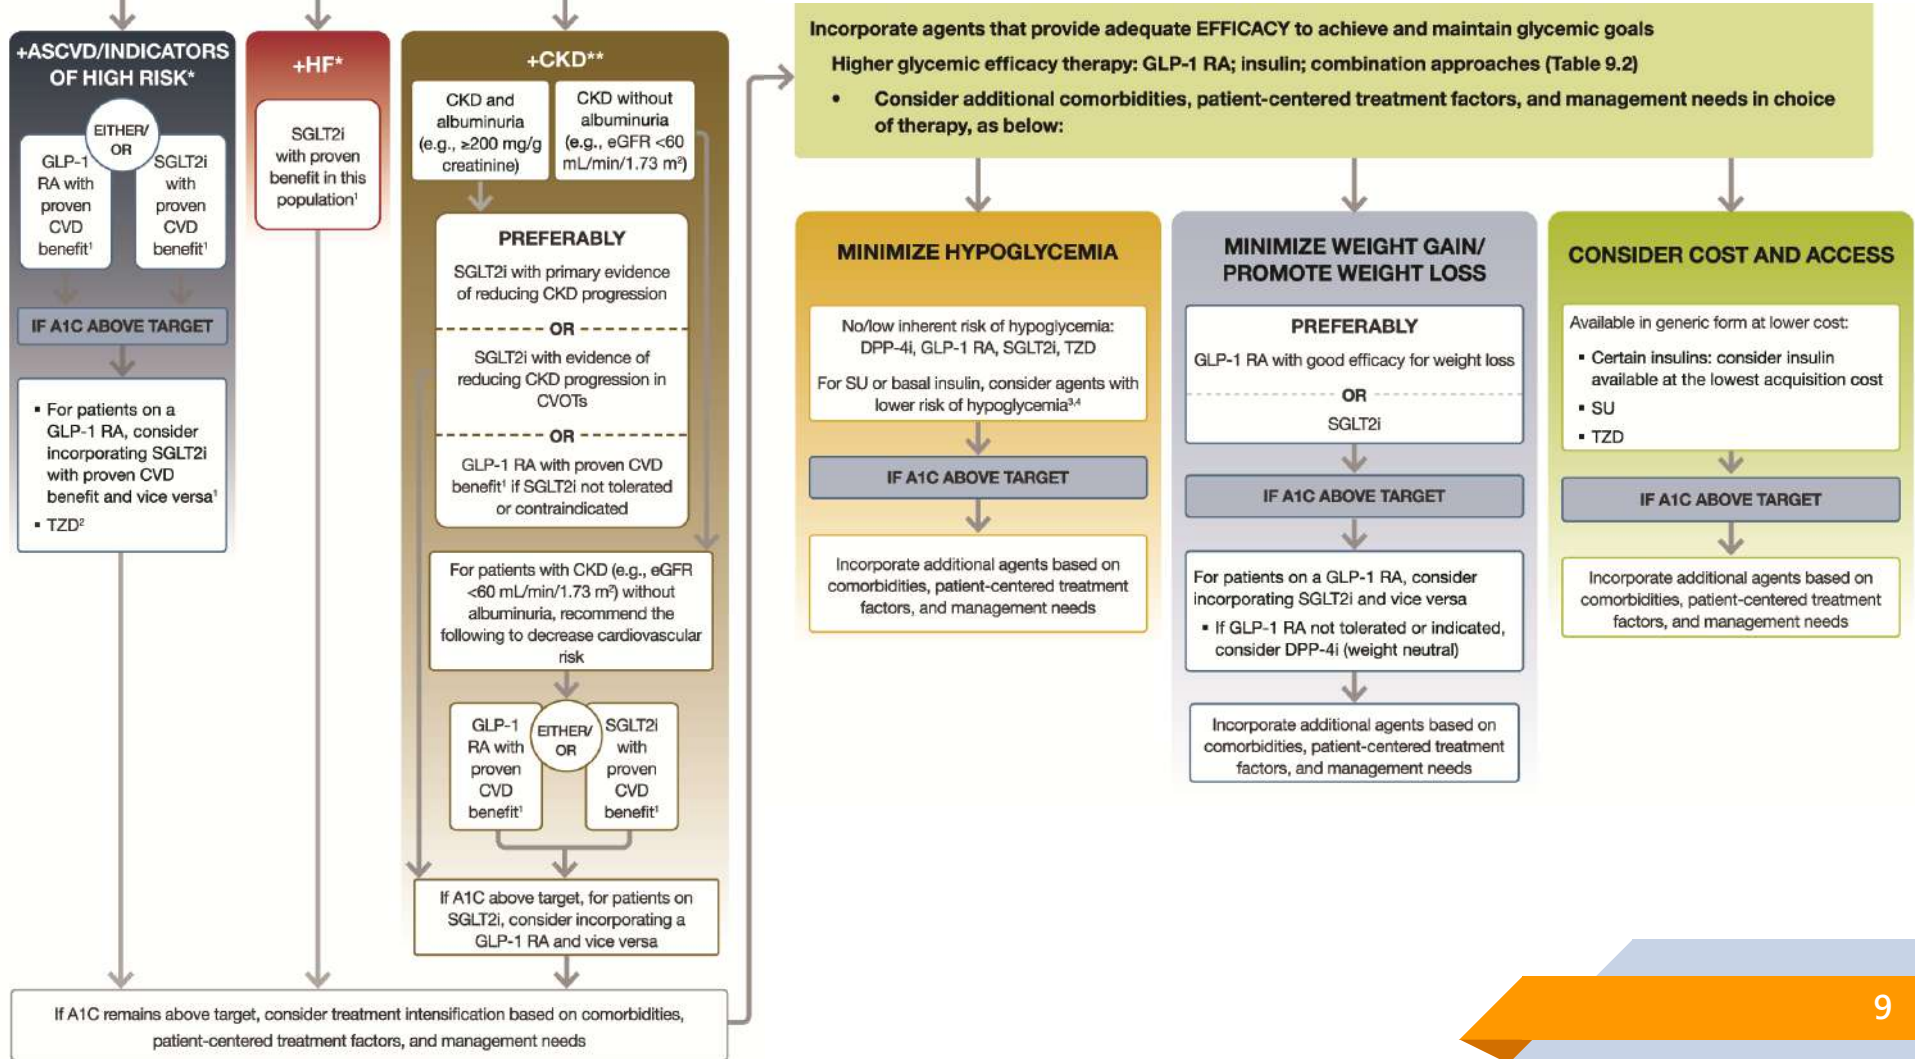 +ASCVD/INDICATORS
OF HIGH RISK*
EITHER/
OR
GLP-1
RA with
proven
CVD
benefit¹
SGLT2i
with
proven
CVD
benefit¹
IF A1C ABOVE TARGET
▪ For patients on a
GLP-1 RA, consider
incorporating SGLT2i
with proven CVD
benefit and vice versa¹
▪ TZD²
+HF*
SGLT2i
with proven
benefit in this
population¹
+CKD**
CKD and
albuminuria
(e.g., ≥200 mg/g
creatinine)
CKD without
albuminuria
(e.g., eGFR <60
mL/min/1.73 m²)
PREFERABLY
SGLT2i with primary evidence
of reducing CKD progression
OR
SGLT2i with evidence of
reducing CKD progression in
CVOTs
OR
GLP-1 RA with proven CVD
benefit¹ if SGLT2i not tolerated
or contraindicated
For patients with CKD (e.g., eGFR
<60 mL/min/1.73 m²) without
albuminuria, recommend the
following to decrease cardiovascular
risk
GLP-1
RA with
proven
CVD
benefit¹
EITHER/
OR
SGLT2i
with
proven
CVD
benefit¹
If A1C above target, for patients on
SGLT2i, consider incorporating a
GLP-1 RA and vice versa
If A1C remains above target, consider treatment intensification based on comorbidities,
patient-centered treatment factors, and management needs
Incorporate agents that provide adequate EFFICACY to achieve and maintain glycemic goals
Higher glycemic efficacy therapy: GLP-1 RA; insulin; combination approaches (Table 9.2)
• Consider additional comorbidities, patient-centered treatment factors, and management needs in choice
of therapy, as below:
MINIMIZE HYPOGLYCEMIA
No/low inherent risk of hypoglycemia:
DPP-4i, GLP-1 RA, SGLT2i, TZD
For SU or basal insulin, consider agents with
lower risk of hypoglycemia³,⁴
IF A1C ABOVE TARGET
Incorporate additional agents based on
comorbidities, patient-centered treatment
factors, and management needs
MINIMIZE WEIGHT GAIN/
PROMOTE WEIGHT LOSS
PREFERABLY
GLP-1 RA with good efficacy for weight loss
OR
SGLT2i
IF A1C ABOVE TARGET
For patients on a GLP-1 RA, consider
incorporating SGLT2i and vice versa
▪ If GLP-1 RA not tolerated or indicated,
consider DPP-4i (weight neutral)
Incorporate additional agents based on
comorbidities, patient-centered treatment
factors, and management needs
CONSIDER COST AND ACCESS
Available in generic form at lower cost:
▪ Certain insulins: consider insulin
available at the lowest acquisition cost
▪ SU
▪ TZD
IF A1C ABOVE TARGET
Incorporate additional agents based on
comorbidities, patient-centered treatment
factors, and management needs
9